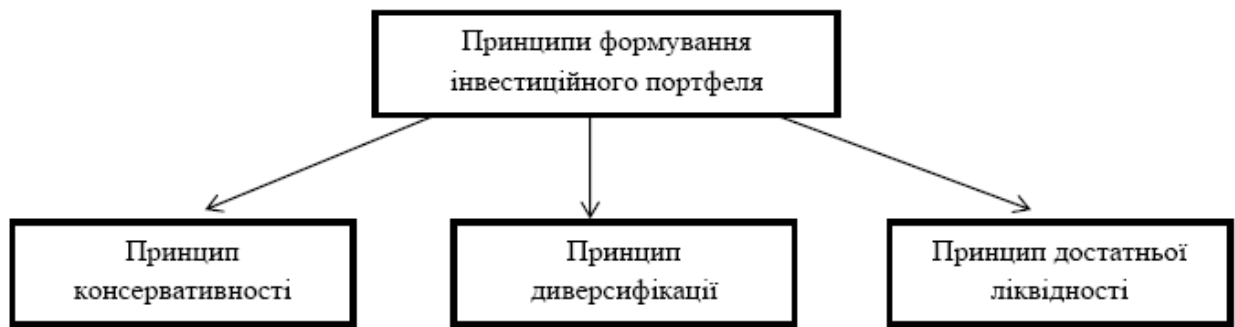 Принципи формування
інвестиційного портфеля
Принцип
консервативності
Принцип
диверсифікації
Принцип достатньої
ліквідності